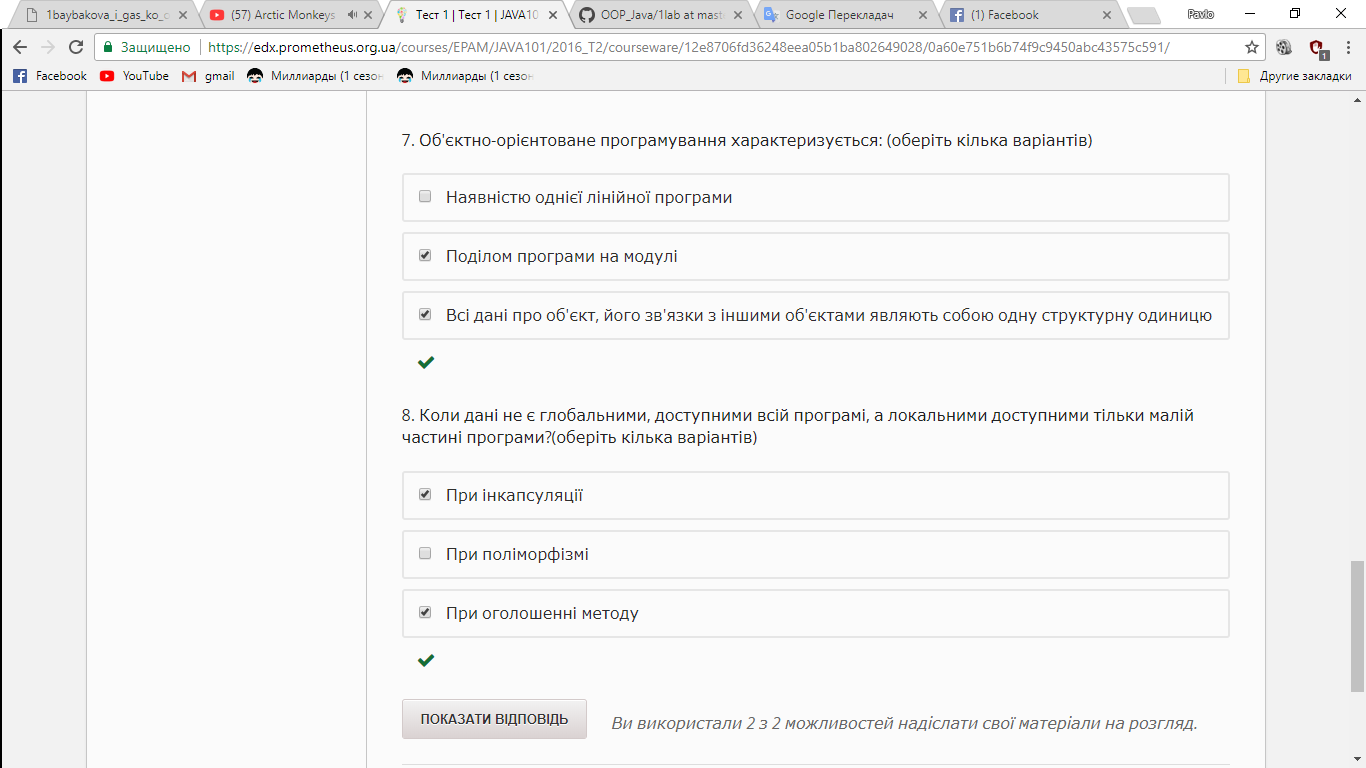 1baybakova_i_gas_ko_o
(57) Arctic Monkeys
Тест 1 | Тест 1 | JAVA10
OOP_Java/1lab at mast
Google Перекладач
(1) Facebook
Pavlo
Защищено
https://edx.prometheus.org.ua/courses/EPAM/JAVA101/2016_T2/courseware/12e8706fd36248eea05b1ba802649028/0a60e751b6b74f9c9450abc43575c591/
1
Facebook
YouTube
gmail
Миллиарды (1 сезон
Миллиарды (1 сезон
Другие закладки
7. Об'єктно-орієнтоване програмування характеризується: (оберіть кілька варіантів)
Наявністю однієї лінійної програми
Поділом програми на модулі
Всі дані про об'єкт, його зв'язки з іншими об'єктами являють собою одну структурну одиницю
8. Коли дані не є глобальними, доступними всій програмі, а локальними доступними тільки малій
частині програми?(оберіть кілька варіантів)
При інкапсуляції
При поліморфізмі
При оголошенні методу
ПОКАЗАТИ ВІДПОВІДЬ
Ви використали 2 з 2 можливостей надіслати свої матеріали на розгляд.